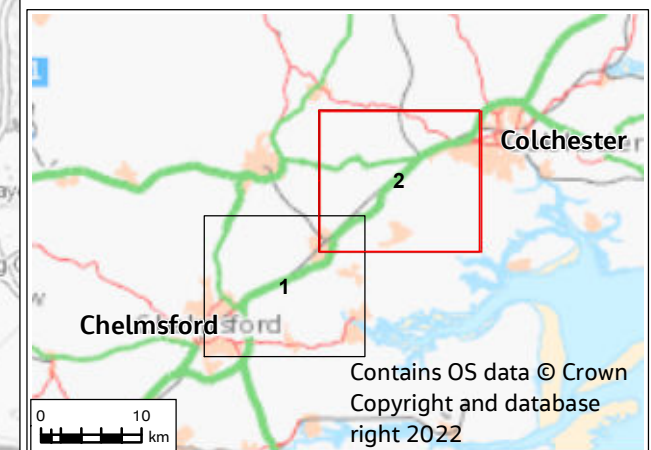 Colchester
2
1
Chelmsford
Contains OS data © Crown
Copyright and database
right 2022
0 10
km